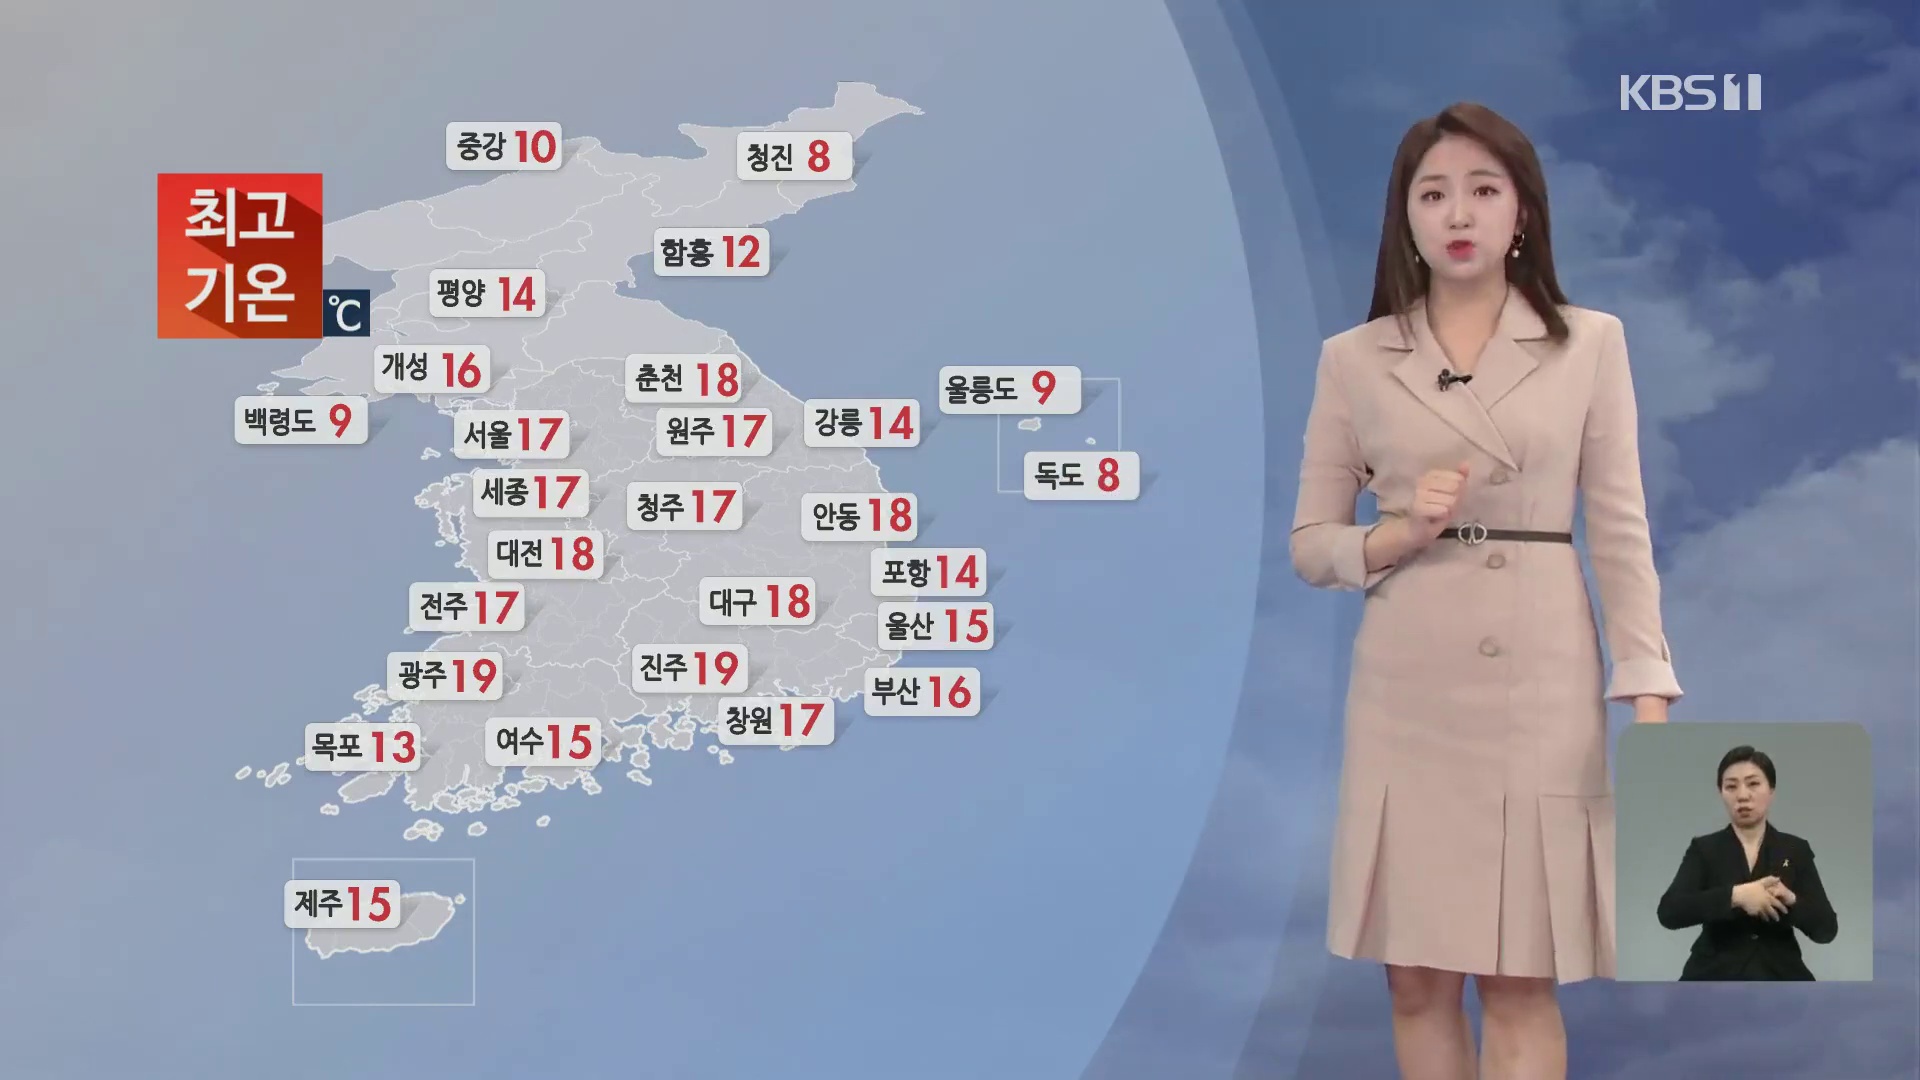 KBS 1
최고
기온
℃
중강 10
청진 8
함흥 12
평양 14
개성 16
백령도 9
춘천 18
서울 17
원주 17
강릉 14
울릉도 9
독도 8
세종 17
청주 17
안동 18
대전 18
포항 14
전주 17
대구 18
울산 15
광주 19
진주 19
부산 16
창원 17
목포 13
여수 15
제주 15